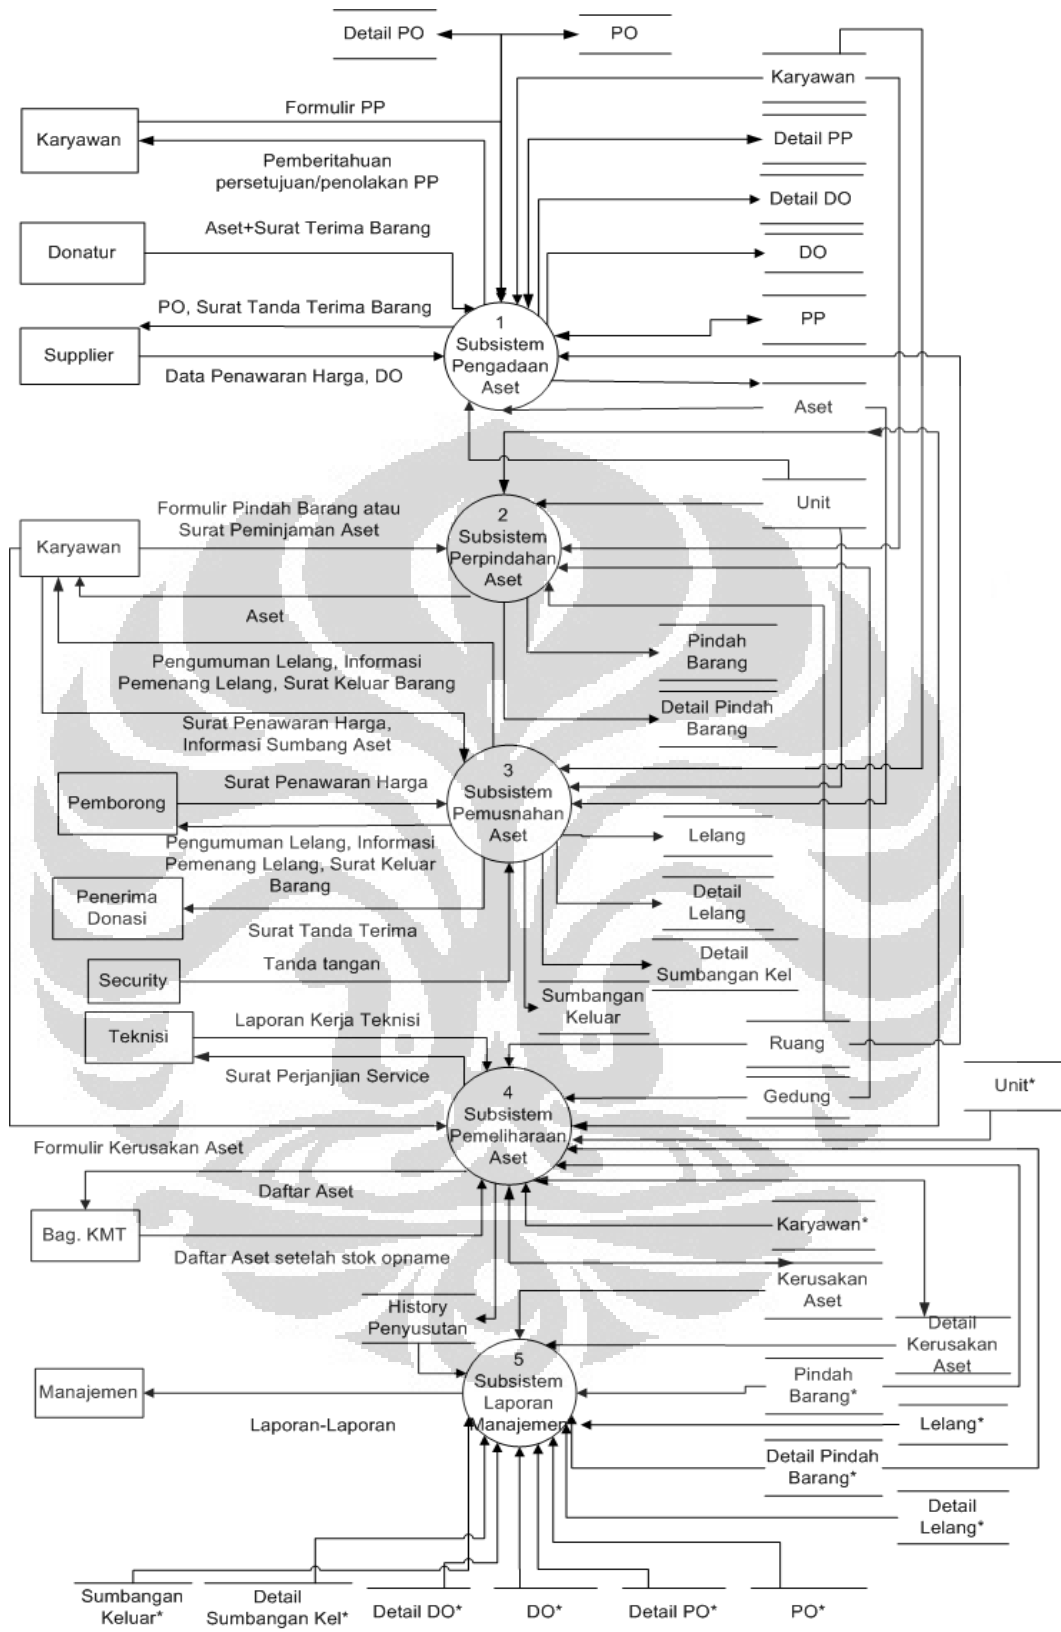 Detail PO
PO
Karyawan
Formulir PP
Karyawan
Detail PP
Pemberitahuan
persetujuan/penolakan PP
Detail DO
Aset+Surat Terima Barang
Donatur
DO
PO, Surat Tanda Terima Barang
PP
1
Subsistem
Pengadaan
Aset
Supplier
Data Penawaran Harga, DO
Aset
Unit
Formulir Pindah Barang atau
Surat Peminjaman Aset
2
Subsistem
Perpindahan
Aset
Karyawan
Aset
Pindah
Barang
Pengumuman Lelang, Informasi
Pemenang Lelang, Surat Keluar Barang
Detail Pindah
Barang
Surat Penawaran Harga,
Informasi Sumbang Aset
3
Subsistem
Pemusnahan
Aset
Surat Penawaran Harga
Pemborong
Lelang
Pengumuman Lelang, Informasi
Pemenang Lelang, Surat Keluar
Barang
Detail
Lelang
Penerima
Donasi
Surat Tanda Terima
Detail
Sumbangan Kel
Tanda tangan
Security
Sumbangan
Keluar
Laporan Kerja Teknisi
Teknisi
Ruang
Surat Perjanjian Service
Unit*
Gedung
4
Subsistem
Pemeliharaan
Aset
Formulir Kerusakan Aset
Daftar Aset
Karyawan*
Bag. KMT
Daftar Aset setelah stok opname
Kerusakan
Aset
History
Penyusutan
Detail
Kerusakan
Aset
5
Subsistem
Laporan
Manajemen
Pindah
Barang*
Manajemen
Laporan-Laporan
Lelang*
Detail Pindah
Barang*
Detail
Lelang*
Sumbangan
Keluar*
Detail
Sumbangan Kel*
Detail DO*
DO*
Detail PO*
PO*